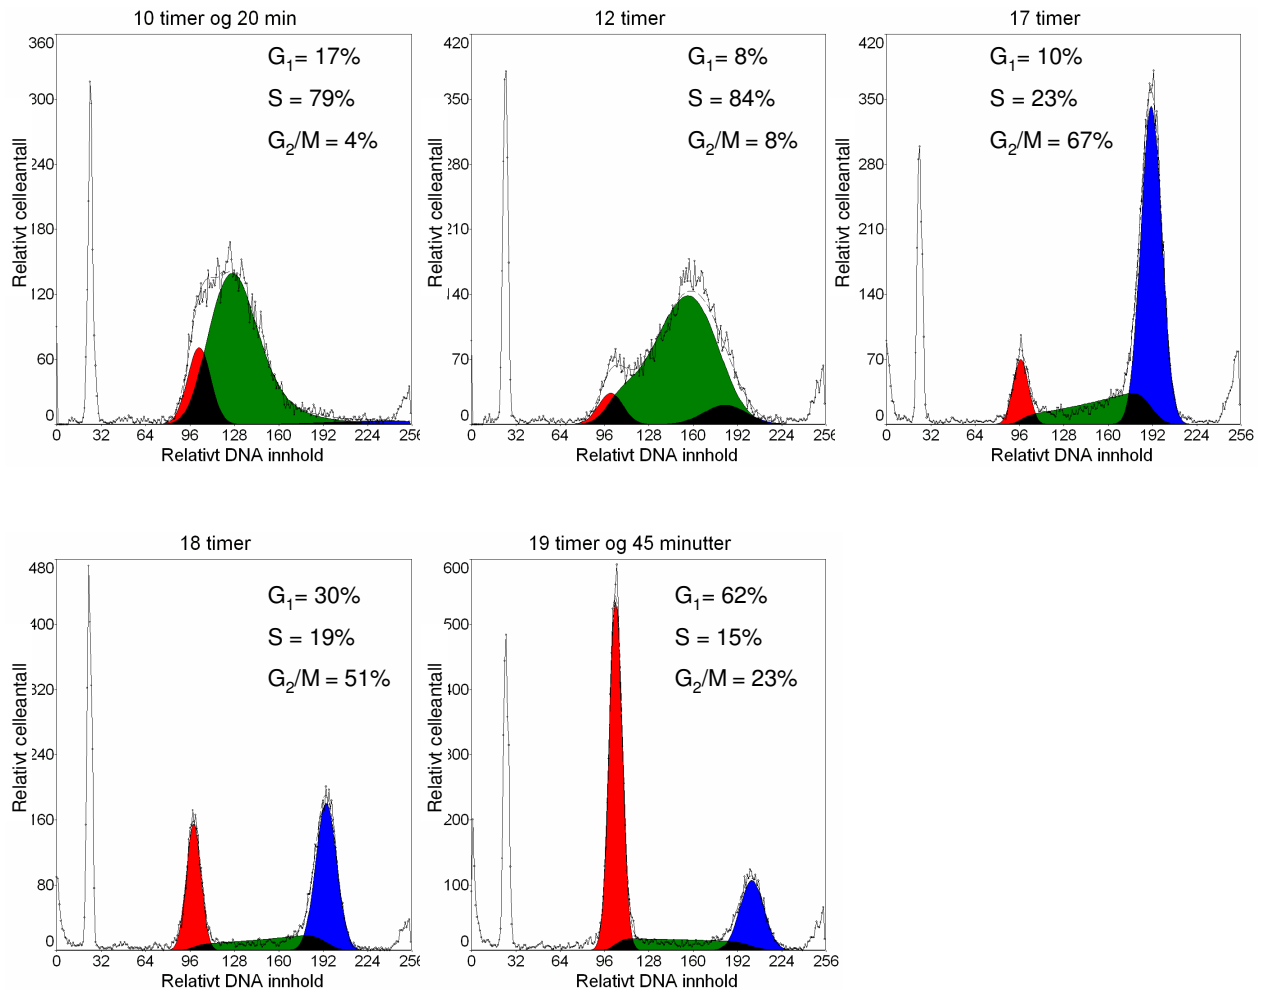 10 timer og 20 min
G1= 17%
S = 79%
G2/M = 4%
Relativt celleantall
360
300
240
180
120
60
0
0 32 64 96 128 160 192 224 256
Relativt DNA innhold
12 timer
G1= 8%
S = 84%
G2/M = 8%
Relativt celleantall
420
350
280
210
140
70
0
0 32 64 96 128 160 192 224 256
Relativt DNA innhold
17 timer
G1= 10%
S = 23%
G2/M = 67%
Relativt celleantall
420
350
280
210
140
70
0
0 32 64 96 128 160 192 224 256
Relativt DNA innhold
18 timer
G1= 30%
S = 19%
G2/M = 51%
Relativt celleantall
480
400
320
240
160
80
0
0 32 64 96 128 160 192 224 256
Relativt DNA innhold
19 timer og 45 minutter
G1= 62%
S = 15%
G2/M = 23%
Relativt celleantall
600
500
400
300
200
100
0
0 32 64 96 128 160 192 224 256
Relativt DNA innhold